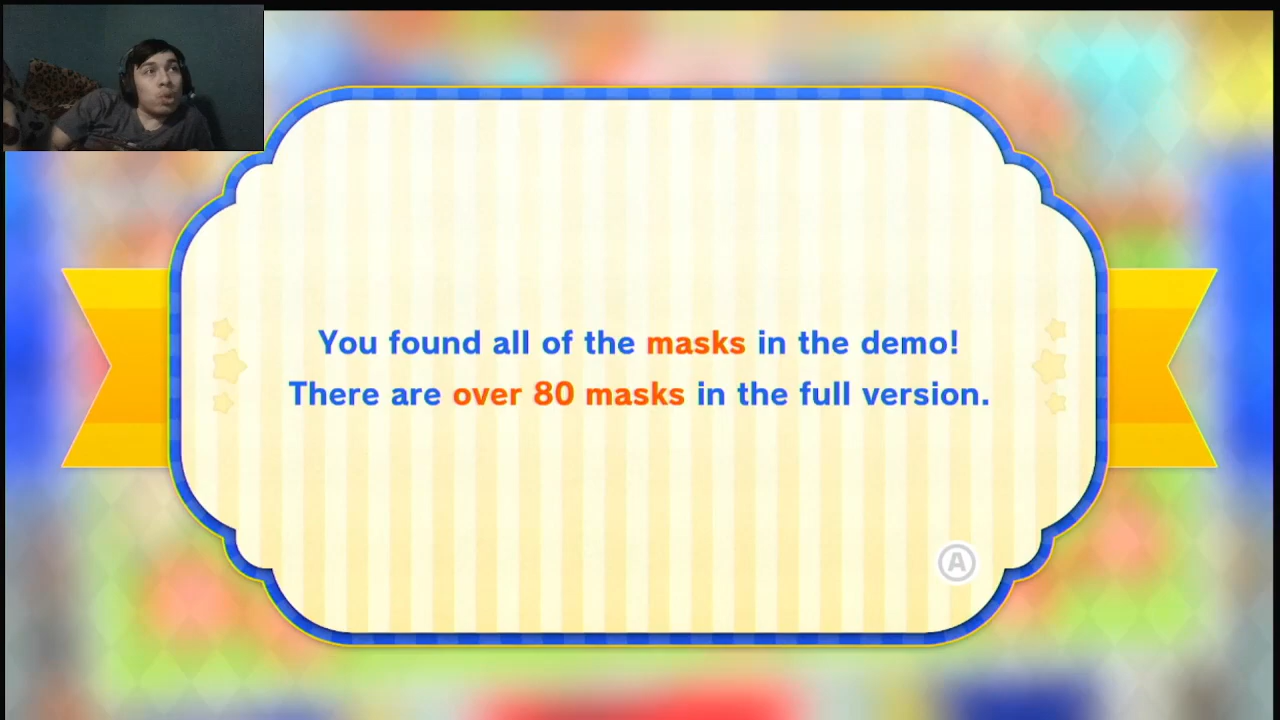 You found all of the masks in the demo!
There are over 80 masks in the full version.
A